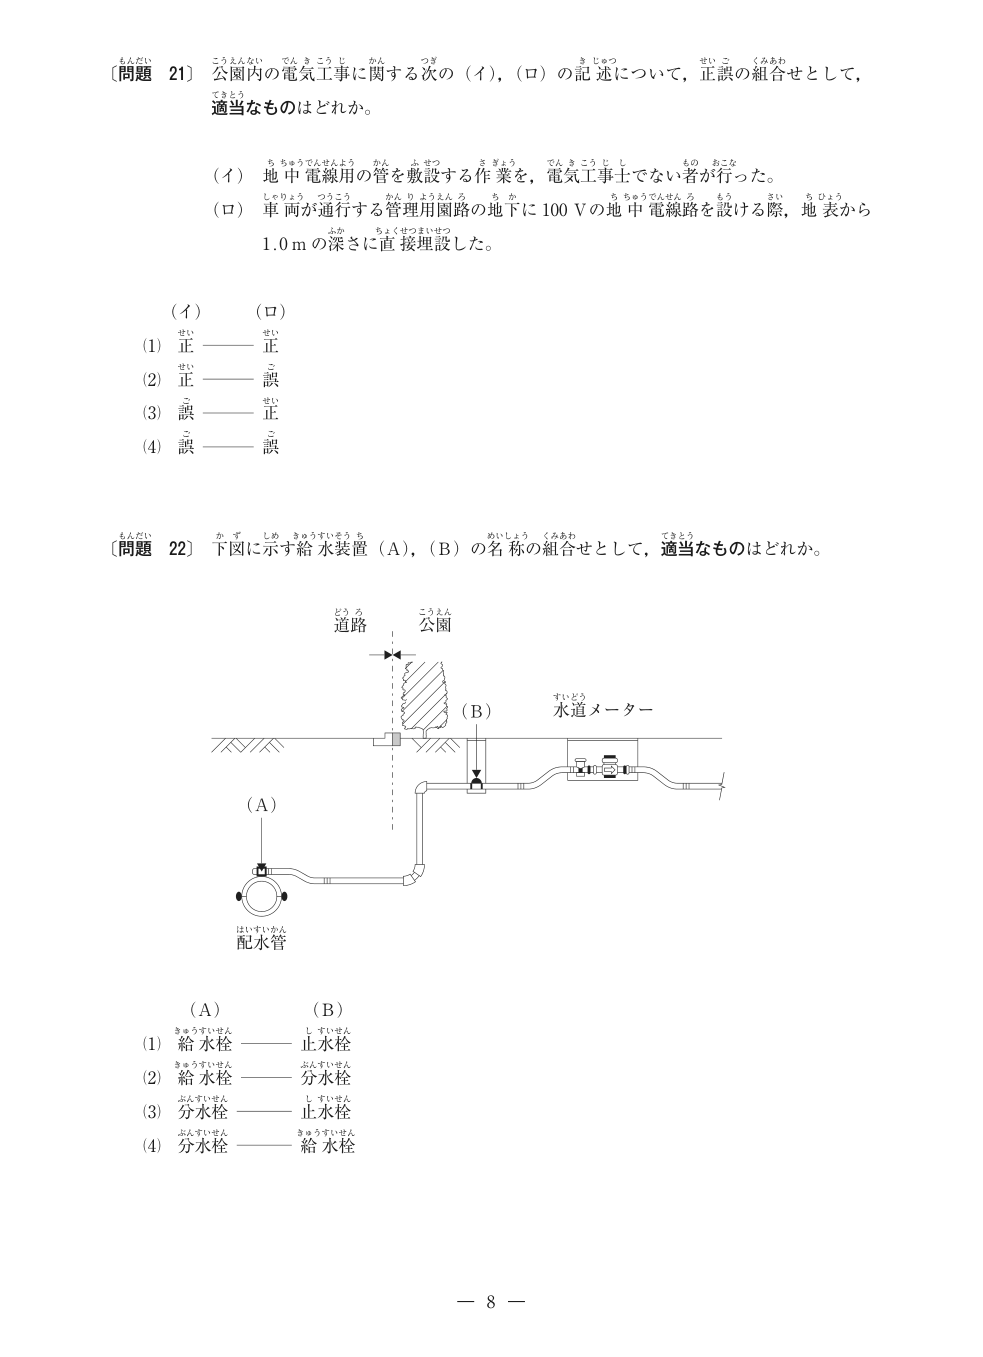 〔問題　21〕　公園内の電気工事に関する次の（イ），（ロ）の記述について，正誤の組合せとして，
適当なものはどれか。
（イ）　地中電線用の管を敷設する作業を，電気工事士でない者が行った。
（ロ）　車両が通行する管理用園路の地下に 100 V の地中電線路を設ける際，地表から
1.0 m の深さに直接埋設した。
（イ）　　（ロ）
(1)　正 ─── 正
(2)　正 ─── 誤
(3)　誤 ─── 正
(4)　誤 ─── 誤
〔問題　22〕　下図に示す給水装置（A），（B）の名称の組合せとして，適当なものはどれか。
道路　　公園
（B）　　水道メーター
（A）
配水管
（A）　　　（B）
(1)　給水栓 ─── 止水栓
(2)　給水栓 ─── 分水栓
(3)　分水栓 ─── 止水栓
(4)　分水栓 ─── 給水栓
― 8 ―